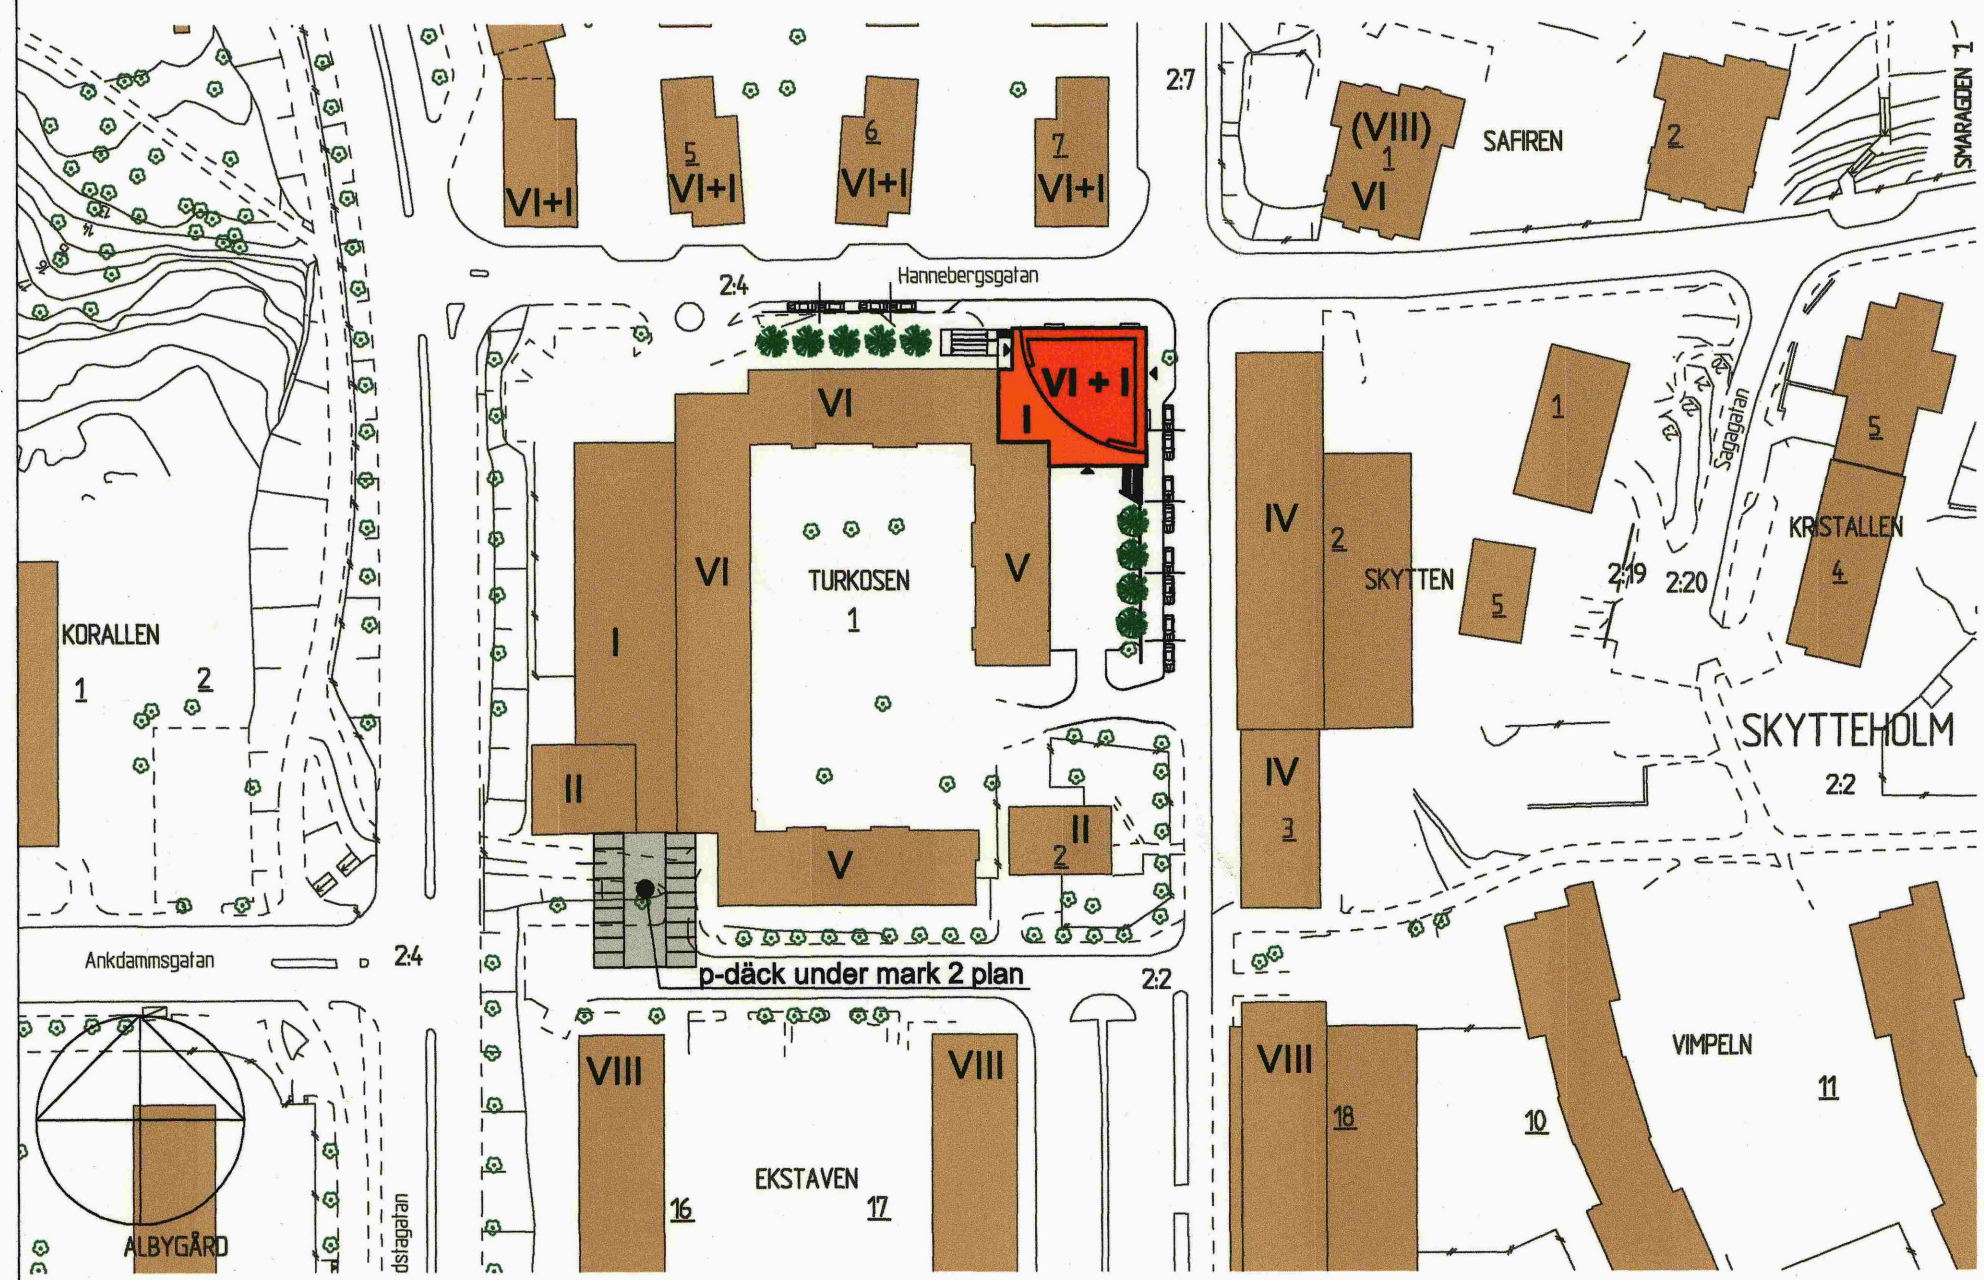 2:7
SMARAGDEN 1
(VIII)
1
VI
SAFIREN
2
5
VI+I
6
VI+I
7
VI+I
VI+I
Hannebergsgatan
2:4
VI + I
I
VI
1
5
Sagagatan
KRISTALLEN
4
IV
2
SKYTTEN
5
2:19
2:20
VI
TURKOSEN
1
V
I
KORALLEN
1
2
SKYTTEHOLM
2:2
II
IV
3
II
2
V
Ankdammsgatan
2:4
p-däck under mark 2 plan
2:2
VIII
VIII
VIII
VIMPELN
11
10
18
EKSTAVEN
16
17
ALBYGÅRD
dstagatan